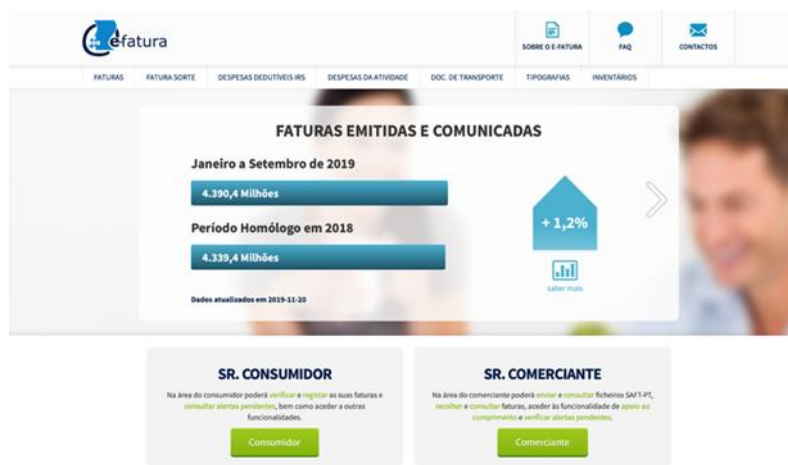 e-fatura
SOBRE O E-FATURA
FAQ
CONTACTOS
FATURAS
FATURA SORTE
DESPESAS DEDUTÍVEIS IRS
DESPESAS DA ATIVIDADE
DOC. DE TRANSPORTE
TIPOGRAFIAS
INVENTÁRIOS
FATURAS EMITIDAS E COMUNICADAS
Janeiro a Setembro de 2019
4.390,4 Milhões
Período Homólogo em 2018
4.339,4 Milhões
+ 1,2%
saber mais
Dados atualizados em 2019-11-20
SR. CONSUMIDOR
Na área do consumidor poderá verificar e registar as suas faturas e
consultar alertas pendentes, bem como aceder a outras
funcionalidades.
Consumidor
SR. COMERCIANTE
Na área do comerciante poderá enviar e consultar ficheiros SAFT-PT,
recolher e consultar faturas, aceder às funcionalidade de apoio ao
cumprimento e verificar alertas pendentes.
Comerciante